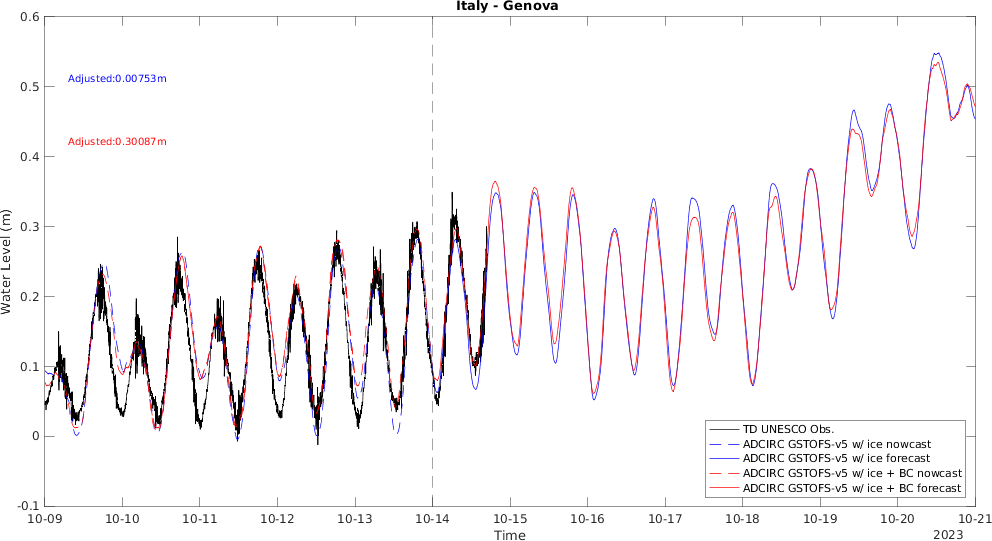 Italy - Genova
0.6
0.5
0.4
0.3
0.2
0.1
0
-0.1
Water Level (m)
Adjusted:0.00753m
Adjusted:0.30087m
TD UNESCO Obs.
ADCIRC GSTOFS-v5 w/ ice nowcast
ADCIRC GSTOFS-v5 w/ ice forecast
ADCIRC GSTOFS-v5 w/ ice + BC nowcast
ADCIRC GSTOFS-v5 w/ ice + BC forecast
10-09 10-10 10-11 10-12 10-13 10-14 10-15 10-16 10-17 10-18 10-19 10-20 10-21
Time
2023